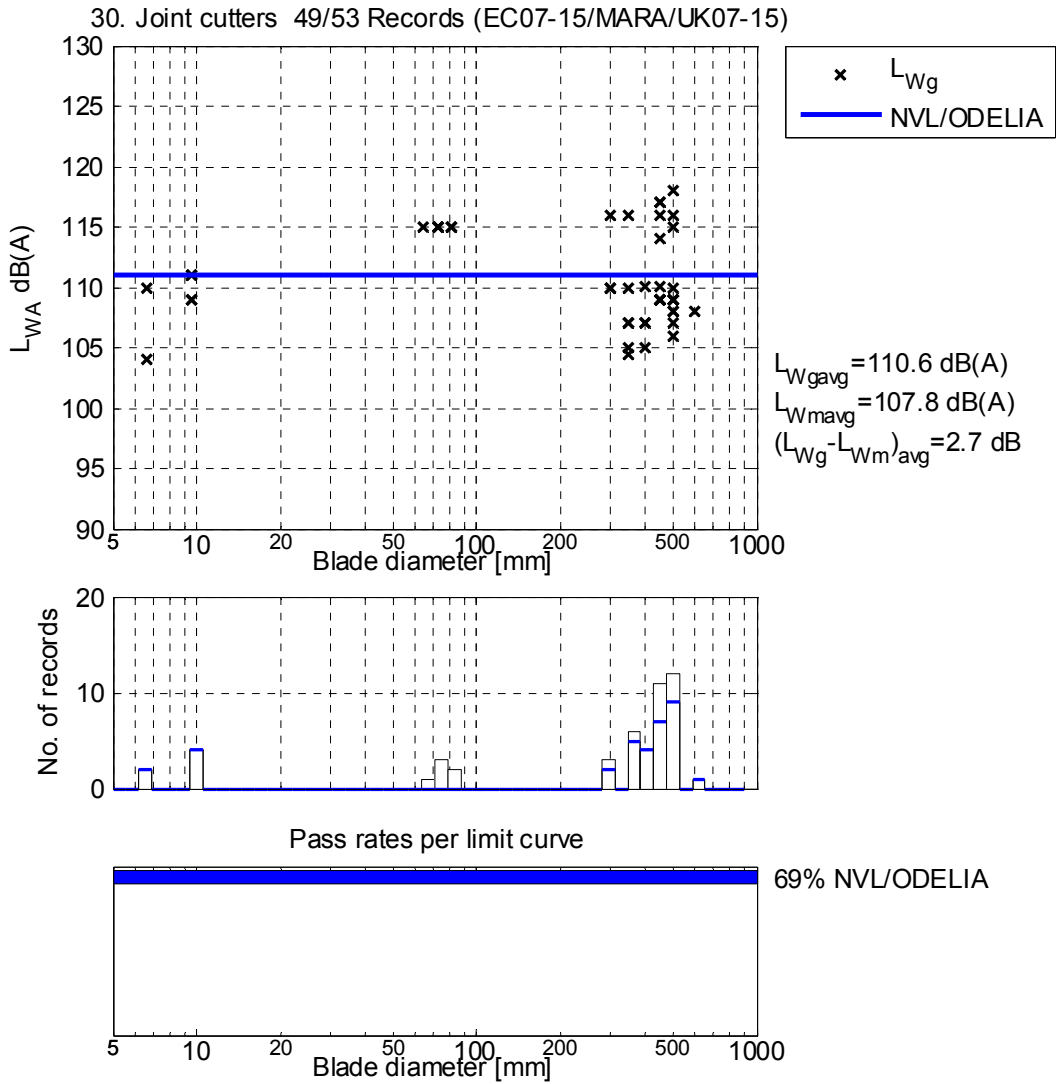 30. Joint cutters 49/53 Records (EC07-15/MARA/UK07-15)
130
125
120
115
110
105
100
95
90
L_WA dB(A)
5 10 20 50 100 200 500 1000
Blade diameter [mm]
L_Wg
NVL/ODELIA
L_Wgavg=110.6 dB(A)
L_Wmavg=107.8 dB(A)
(L_Wg-L_Wm)_avg=2.7 dB
20
10
0
No. of records
Pass rates per limit curve
69% NVL/ODELIA
5 10 20 50 100 200 500 1000
Blade diameter [mm]